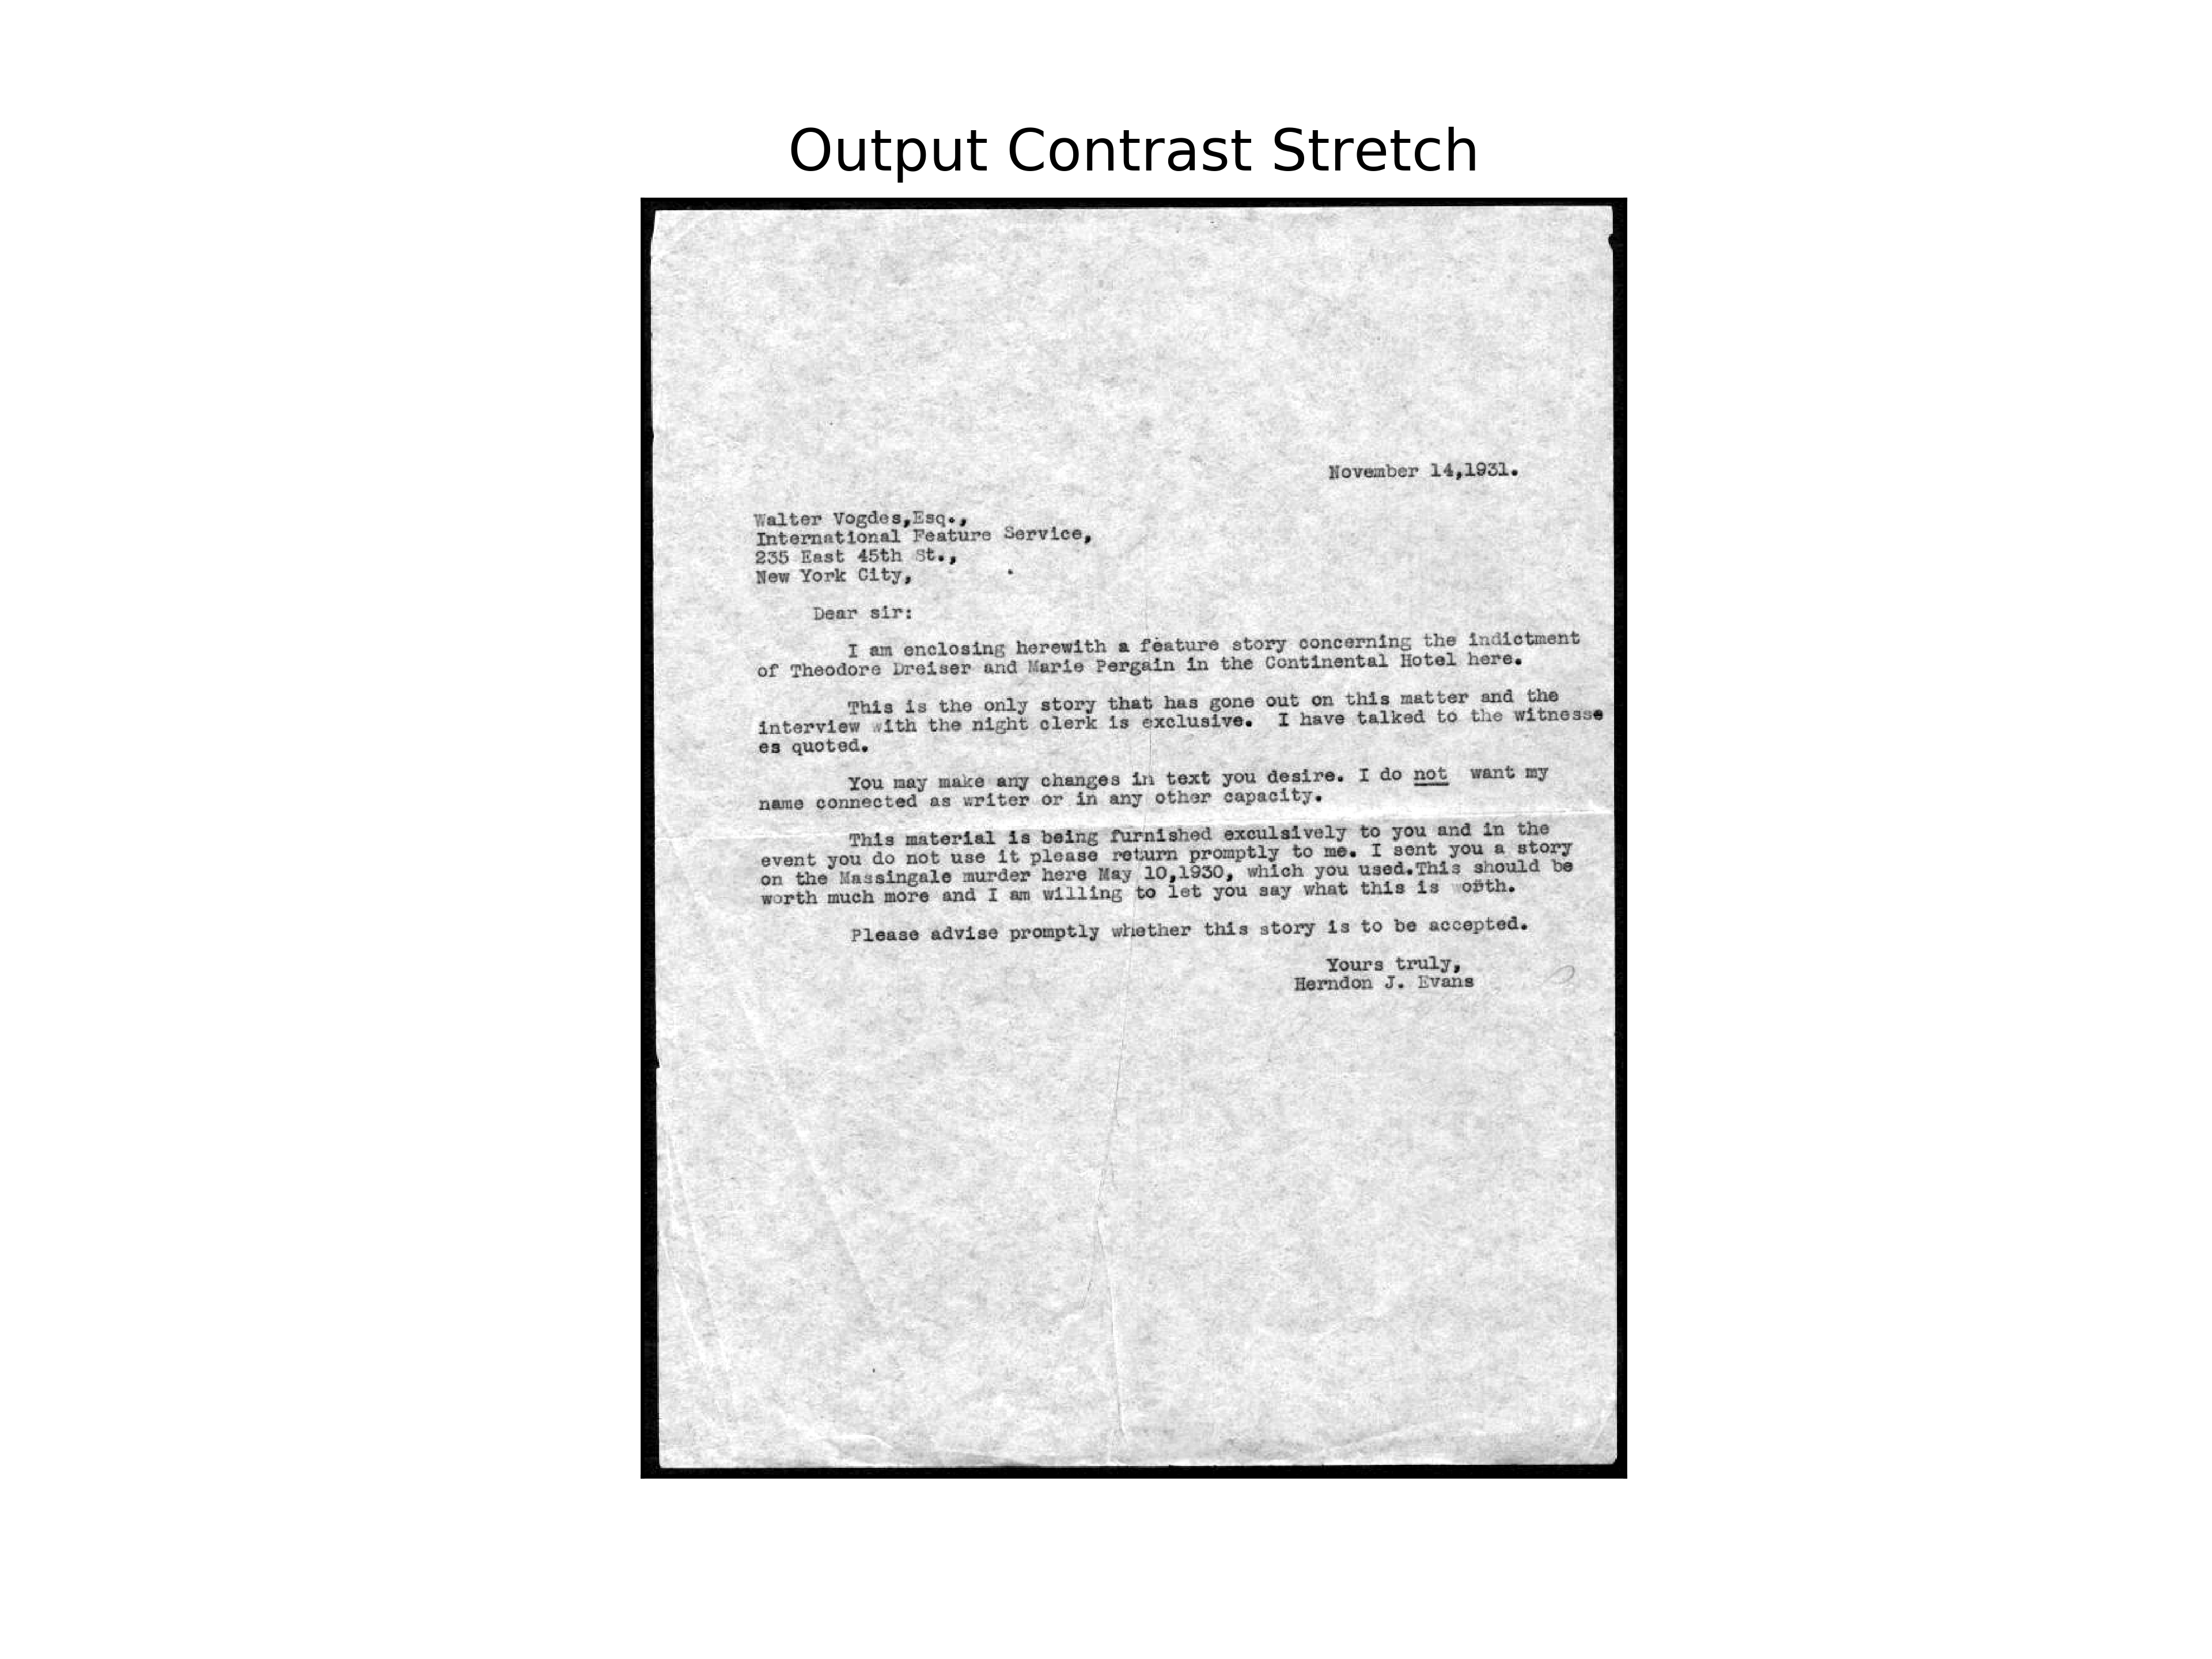 Output Contrast Stretch
November 14,1931.
Walter Vogdes,Esq.,
International Feature Service,
235 East 45th St.,
New York City,
Dear sir:
I am enclosing herewith a feature story concerning the indictment
of Theodore Dreiser and Marie Pergain in the Continental Hotel here.
This is the only story that has gone out on this matter and the
interview with the night clerk is exclusive. I have talked to the witnesse
es quoted.
You may make any changes in text you desire. I do not want my
name connected as writer or in any other capacity.
This material is being furnished exculsively to you and in the
event you do not use it please return promptly to me. I sent you a story
on the Massingale murder here May 10,1930, which you used.This should be
worth much more and I am willing to let you say what this is worth.
Please advise promptly whether this story is to be accepted.
Yours truly,
Herndon J. Evans